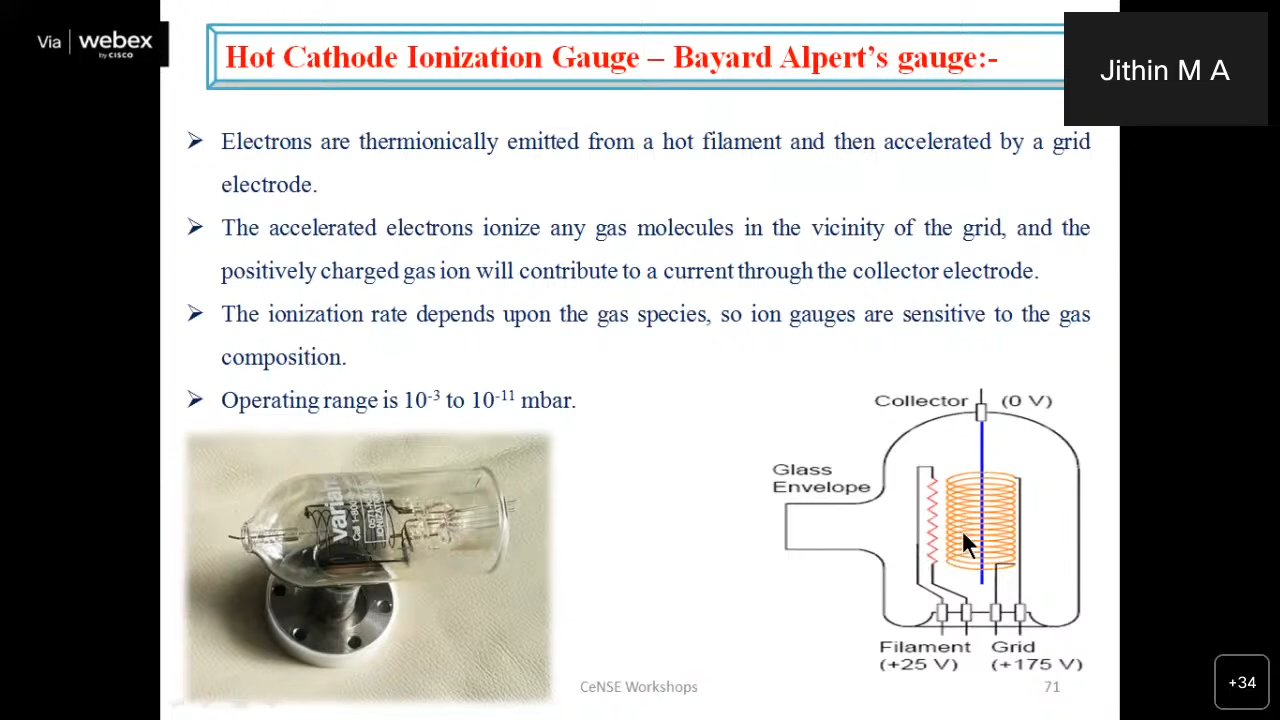 Via webex
by CISCO
Hot Cathode Ionization Gauge – Bayard Alpert's gauge:-
Jithin M A
➢ Electrons are thermionically emitted from a hot filament and then accelerated by a grid
electrode.
➢ The accelerated electrons ionize any gas molecules in the vicinity of the grid, and the
positively charged gas ion will contribute to a current through the collector electrode.
➢ The ionization rate depends upon the gas species, so ion gauges are sensitive to the gas
composition.
➢ Operating range is 10⁻³ to 10⁻¹¹ mbar.
varian
Collector (0 V)
Glass
Envelope
Filament Grid
(+25 V) (+175 V)
CeNSE Workshops 71
+34